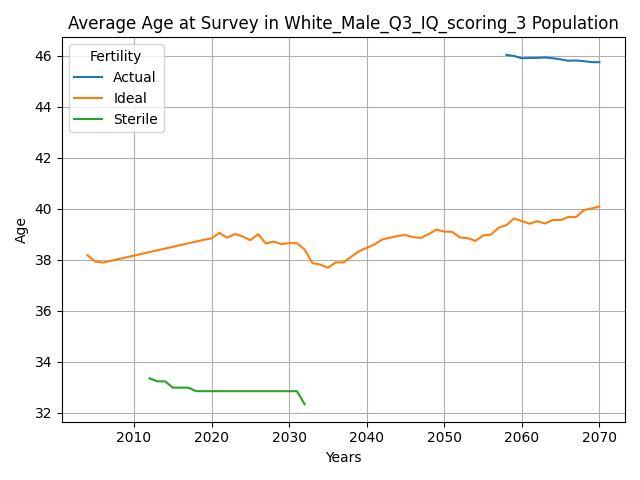 Average Age at Survey in White_Male_Q3_IQ_scoring_3 Population
Fertility
Actual
Ideal
Sterile
Age
46
44
42
40
38
36
34
32
2010 2020 2030 2040 2050 2060 2070
Years